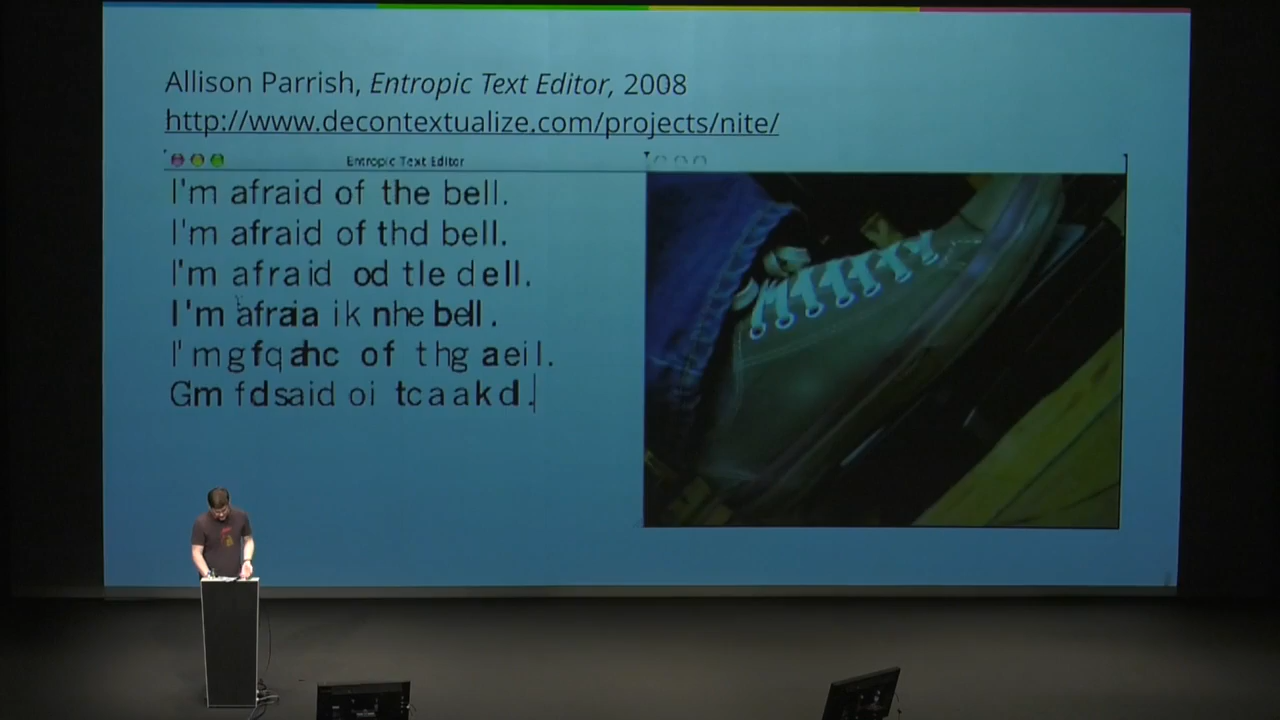 Allison Parrish, Entropic Text Editor, 2008
http://www.decontextualize.com/projects/nite/
Entropic Text Editor
I'm afraid of the bell.
I'm afraid of thd bell.
I'm afraid od tle dell.
I'm afraia ik nhe bell.
I'mgfqahc of thg aeil.
Gm fdsaid oi tcaakd.